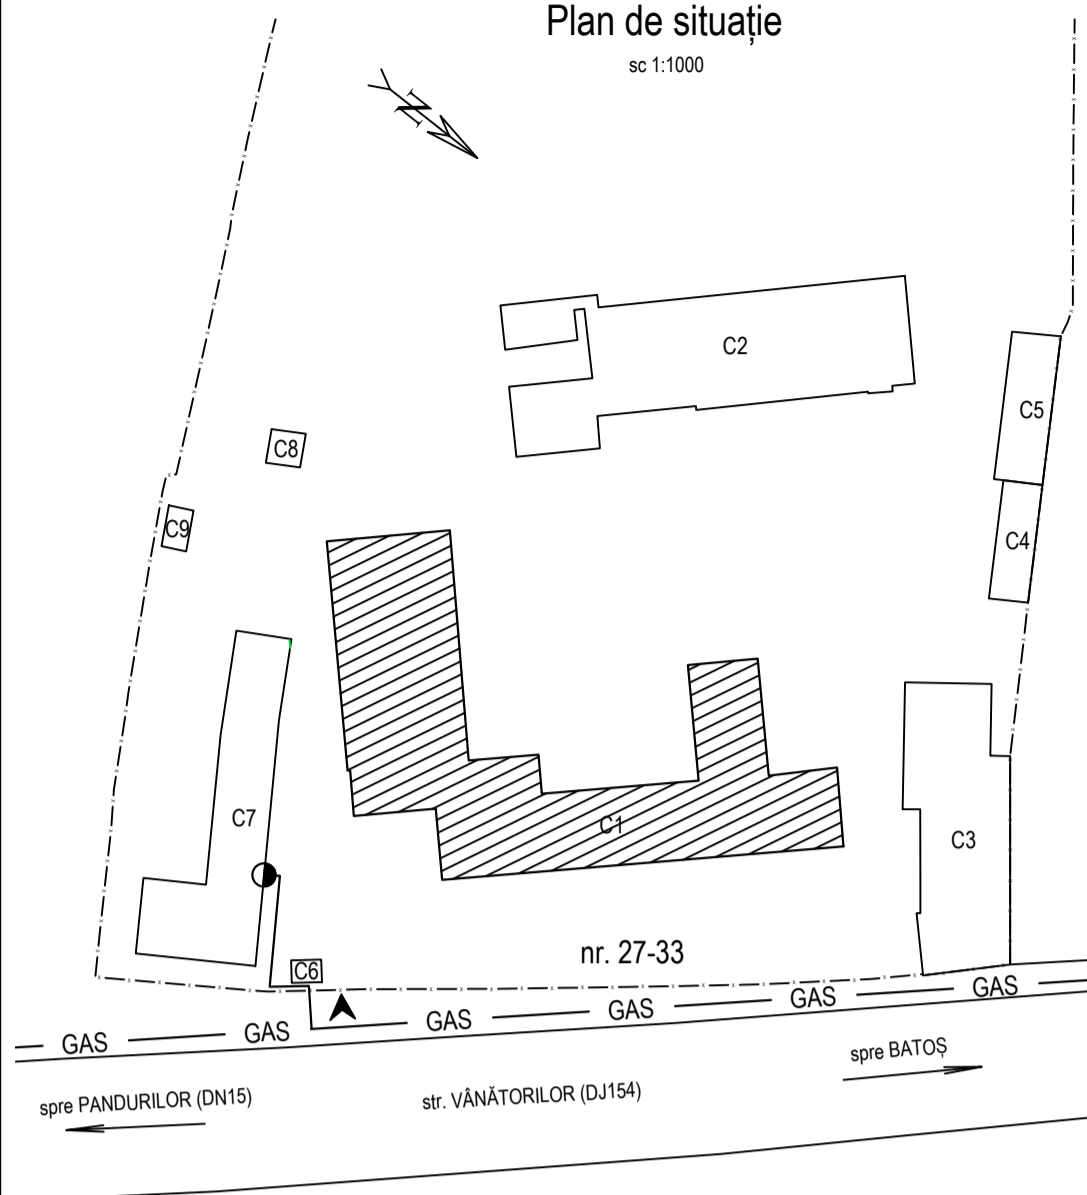 Plan de situație
sc 1:1000
N
C2
C5
C8
C9
C4
C1
C7
C3
nr. 27-33
C6
GAS GAS GAS GAS GAS GAS
spre BATOȘ
spre PANDURILOR (DN15)
str. VÂNĂTORILOR (DJ154)